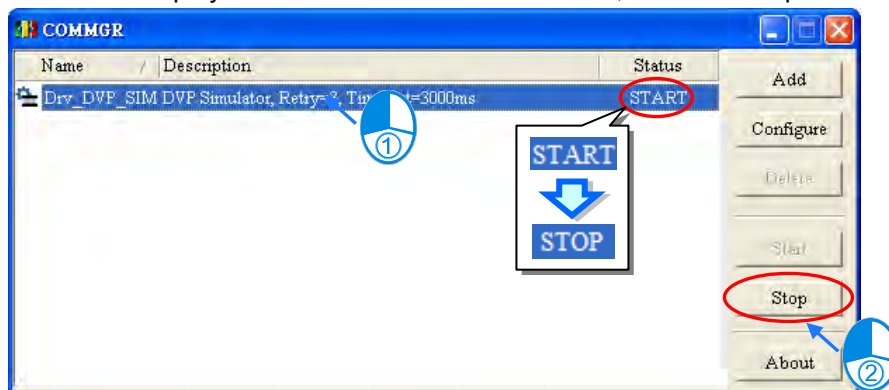 COMMGR
Name / Description Status
Drv_DVP_SIM DVP Simulator, Retry=3, =3000ms START
Add
Configure
Delete
START
STOP
Start
Stop
About
①
②